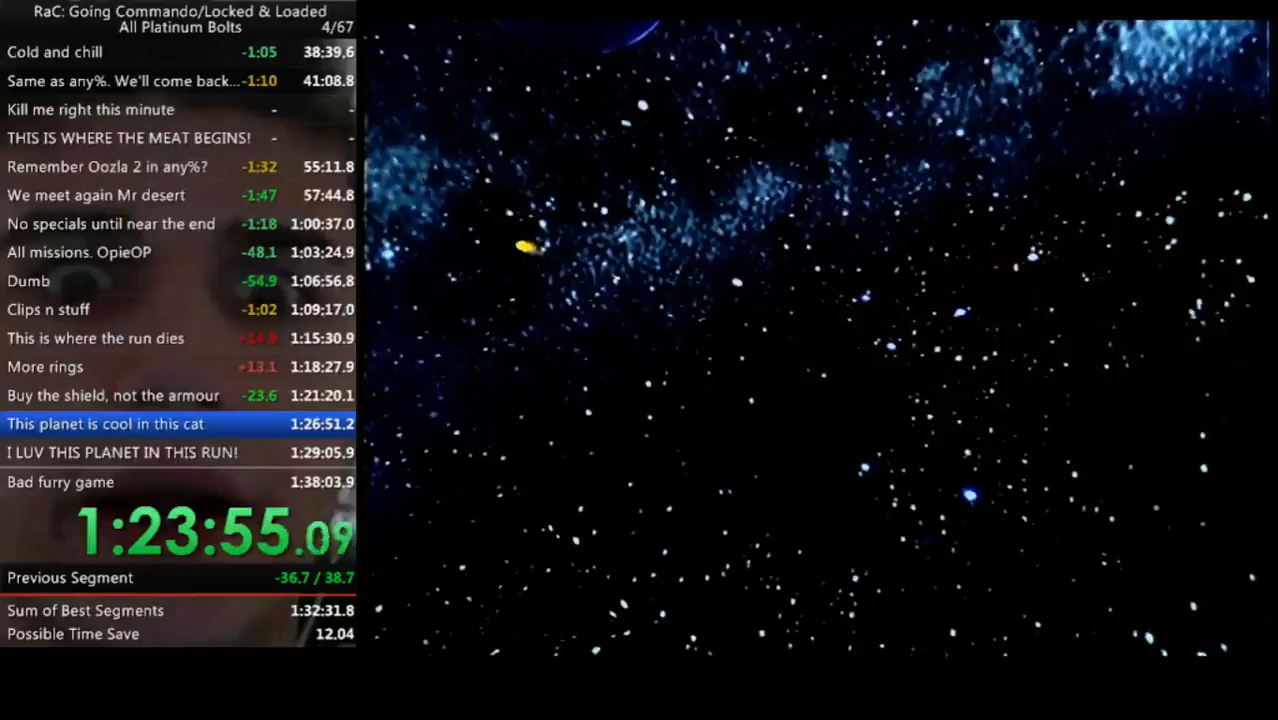 RaC: Going Commando/Locked & Loaded
All Platinum Bolts 4/67
Cold and chill -1:05 38:39.6
Same as any%. We'll come back... -1:10 41:08.8
Kill me right this minute - -
THIS IS WHERE THE MEAT BEGINS! - -
Remember Oozla 2 in any%? -1:32 55:11.8
We meet again Mr desert -1:47 57:44.8
No specials until near the end -1:18 1:00:37.0
All missions. OpieOP -48.1 1:03:24.9
Dumb -54.9 1:06:56.8
Clips n stuff -1:02 1:09:17.0
This is where the run dies +14.9 1:15:30.9
More rings +13.1 1:18:27.9
Buy the shield, not the armour -23.6 1:21:20.1
This planet is cool in this cat 1:26:51.2
I LUV THIS PLANET IN THIS RUN! 1:29:05.9
Bad furry game 1:38:03.9
1:23:55.09
Previous Segment -36.7 / 38.7
Sum of Best Segments 1:32:31.8
Possible Time Save 12.04